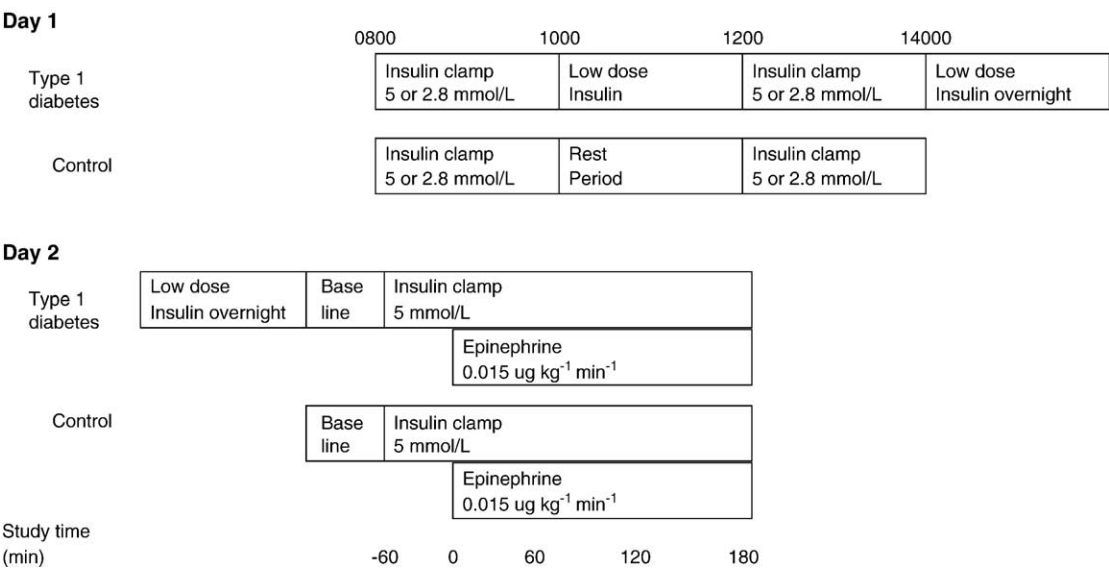 Day 1
0800 1000 1200 14000
Type 1
diabetes
Insulin clamp
5 or 2.8 mmol/L
Low dose
Insulin
Insulin clamp
5 or 2.8 mmol/L
Low dose
Insulin overnight
Control
Insulin clamp
5 or 2.8 mmol/L
Rest
Period
Insulin clamp
5 or 2.8 mmol/L
Day 2
Type 1
diabetes
Low dose
Insulin overnight
Base
line
Insulin clamp
5 mmol/L
Epinephrine
0.015 ug kg⁻¹ min⁻¹
Control
Base
line
Insulin clamp
5 mmol/L
Epinephrine
0.015 ug kg⁻¹ min⁻¹
Study time
(min)
-60 0 60 120 180